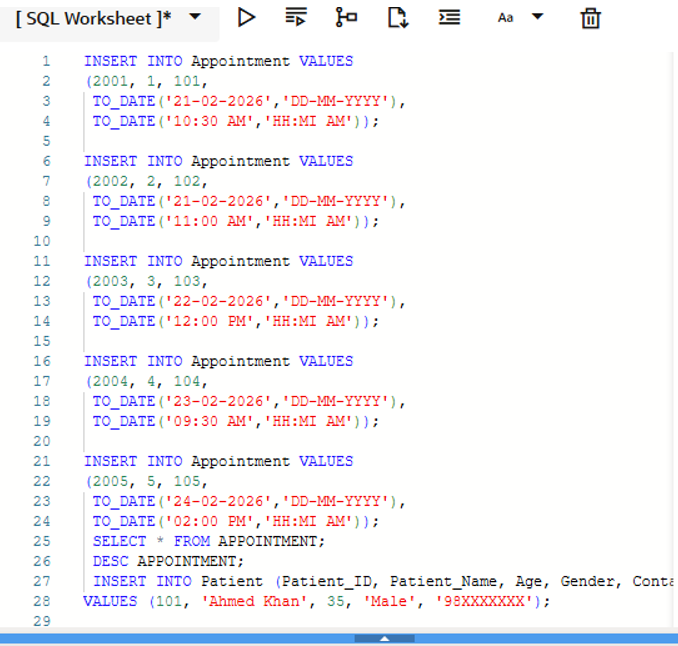 [ SQL Worksheet ]*
Aa
1 INSERT INTO Appointment VALUES
2 (2001, 1, 101,
3 TO_DATE('21-02-2026','DD-MM-YYYY'),
4 TO_DATE('10:30 AM','HH:MI AM'));
5
6 INSERT INTO Appointment VALUES
7 (2002, 2, 102,
8 TO_DATE('21-02-2026','DD-MM-YYYY'),
9 TO_DATE('11:00 AM','HH:MI AM'));
10
11 INSERT INTO Appointment VALUES
12 (2003, 3, 103,
13 TO_DATE('22-02-2026','DD-MM-YYYY'),
14 TO_DATE('12:00 PM','HH:MI AM'));
15
16 INSERT INTO Appointment VALUES
17 (2004, 4, 104,
18 TO_DATE('23-02-2026','DD-MM-YYYY'),
19 TO_DATE('09:30 AM','HH:MI AM'));
20
21 INSERT INTO Appointment VALUES
22 (2005, 5, 105,
23 TO_DATE('24-02-2026','DD-MM-YYYY'),
24 TO_DATE('02:00 PM','HH:MI AM'));
25 SELECT * FROM APPOINTMENT;
26 DESC APPOINTMENT;
27 INSERT INTO Patient (Patient_ID, Patient_Name, Age, Gender, Conta
28 VALUES (101, 'Ahmed Khan', 35, 'Male', '98XXXXXXX');
29